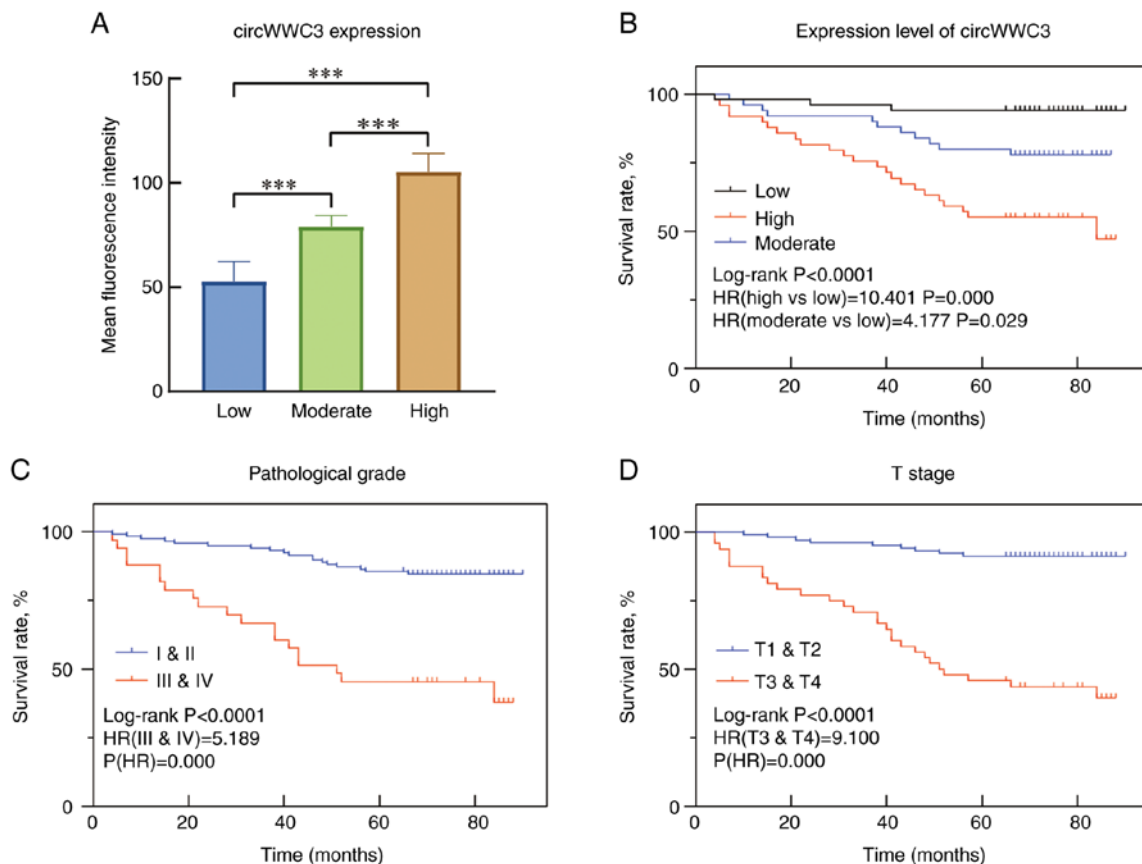 A
circWWC3 expression
Mean fluorescence intensity
150
100
50
0
***
***
***
Low Moderate High
B
Expression level of circWWC3
Survival rate, %
100
50
0
Low
High
Moderate
Log-rank P<0.0001
HR(high vs low)=10.401 P=0.000
HR(moderate vs low)=4.177 P=0.029
0 20 40 60 80
Time (months)
C
Pathological grade
Survival rate, %
100
50
0
I & II
III & IV
Log-rank P<0.0001
HR(III & IV)=5.189
P(HR)=0.000
0 20 40 60 80
Time (months)
D
T stage
Survival rate, %
100
50
0
T1 & T2
T3 & T4
Log-rank P<0.0001
HR(T3 & T4)=9.100
P(HR)=0.000
0 20 40 60 80
Time (months)